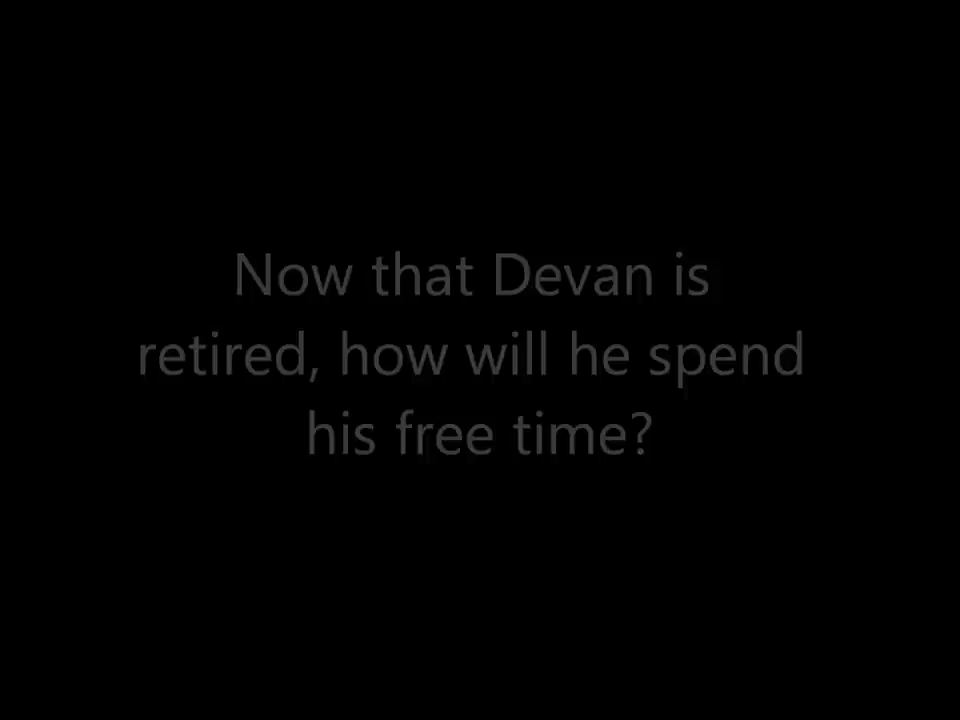 Now that Devan is
retired, how will he spend
his free time?